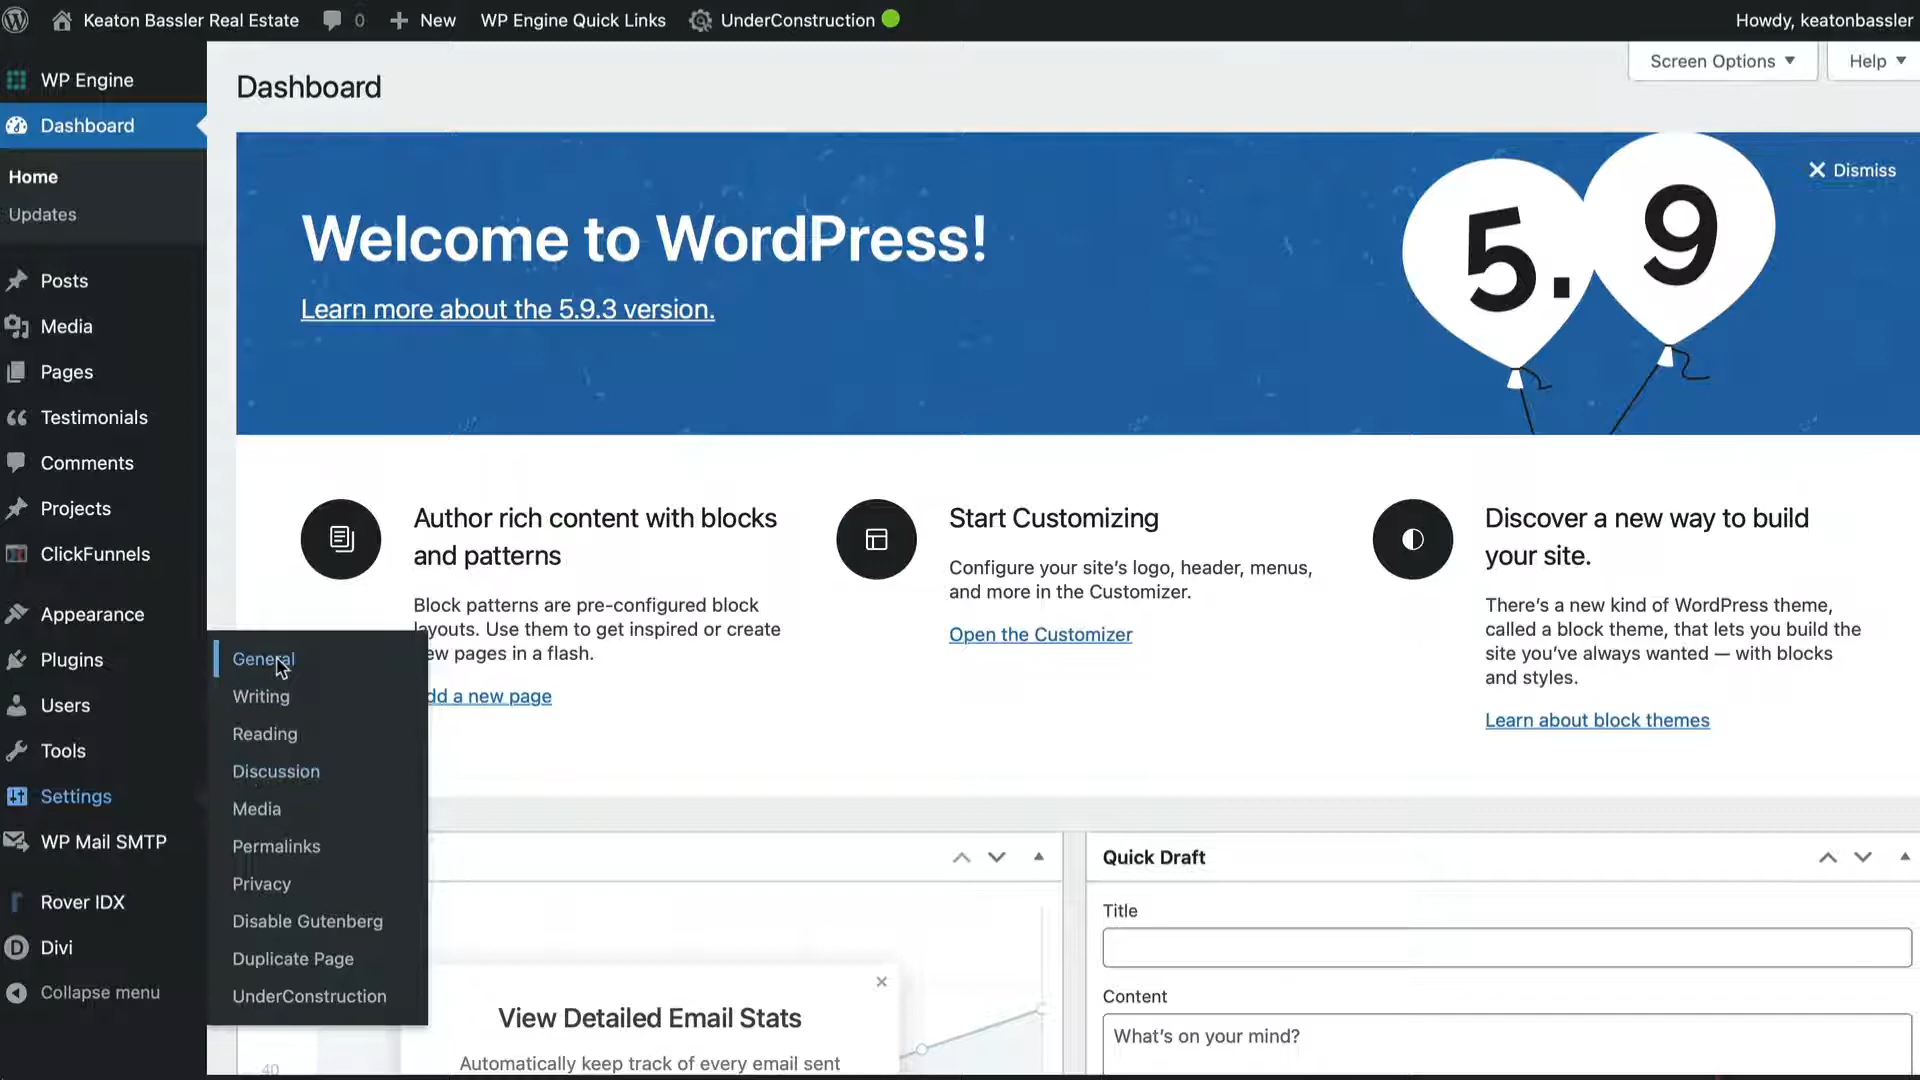 Keaton Bassler Real Estate 0 New WP Engine Quick Links UnderConstruction Howdy, keatonbassler
Screen Options Help
WP Engine
Dashboard
Home
Updates
Posts
Media
Pages
Testimonials
Comments
Projects
ClickFunnels
Appearance
Plugins
Users
Tools
Settings
WP Mail SMTP
Rover IDX
Divi
Collapse menu
General
Writing
Reading
Discussion
Media
Permalinks
Privacy
Disable Gutenberg
Duplicate Page
UnderConstruction
Dashboard
Dismiss
Welcome to WordPress!
Learn more about the 5.9.3 version.
5.9
Author rich content with blocks
and patterns
Block patterns are pre-configured block
layouts. Use them to get inspired or create
ew pages in a flash.
dd a new page
Start Customizing
Configure your site's logo, header, menus,
and more in the Customizer.
Open the Customizer
Discover a new way to build
your site.
There's a new kind of WordPress theme,
called a block theme, that lets you build the
site you've always wanted — with blocks
and styles.
Learn about block themes
View Detailed Email Stats
Automatically keep track of every email sent
40
Quick Draft
Title
Content
What's on your mind?